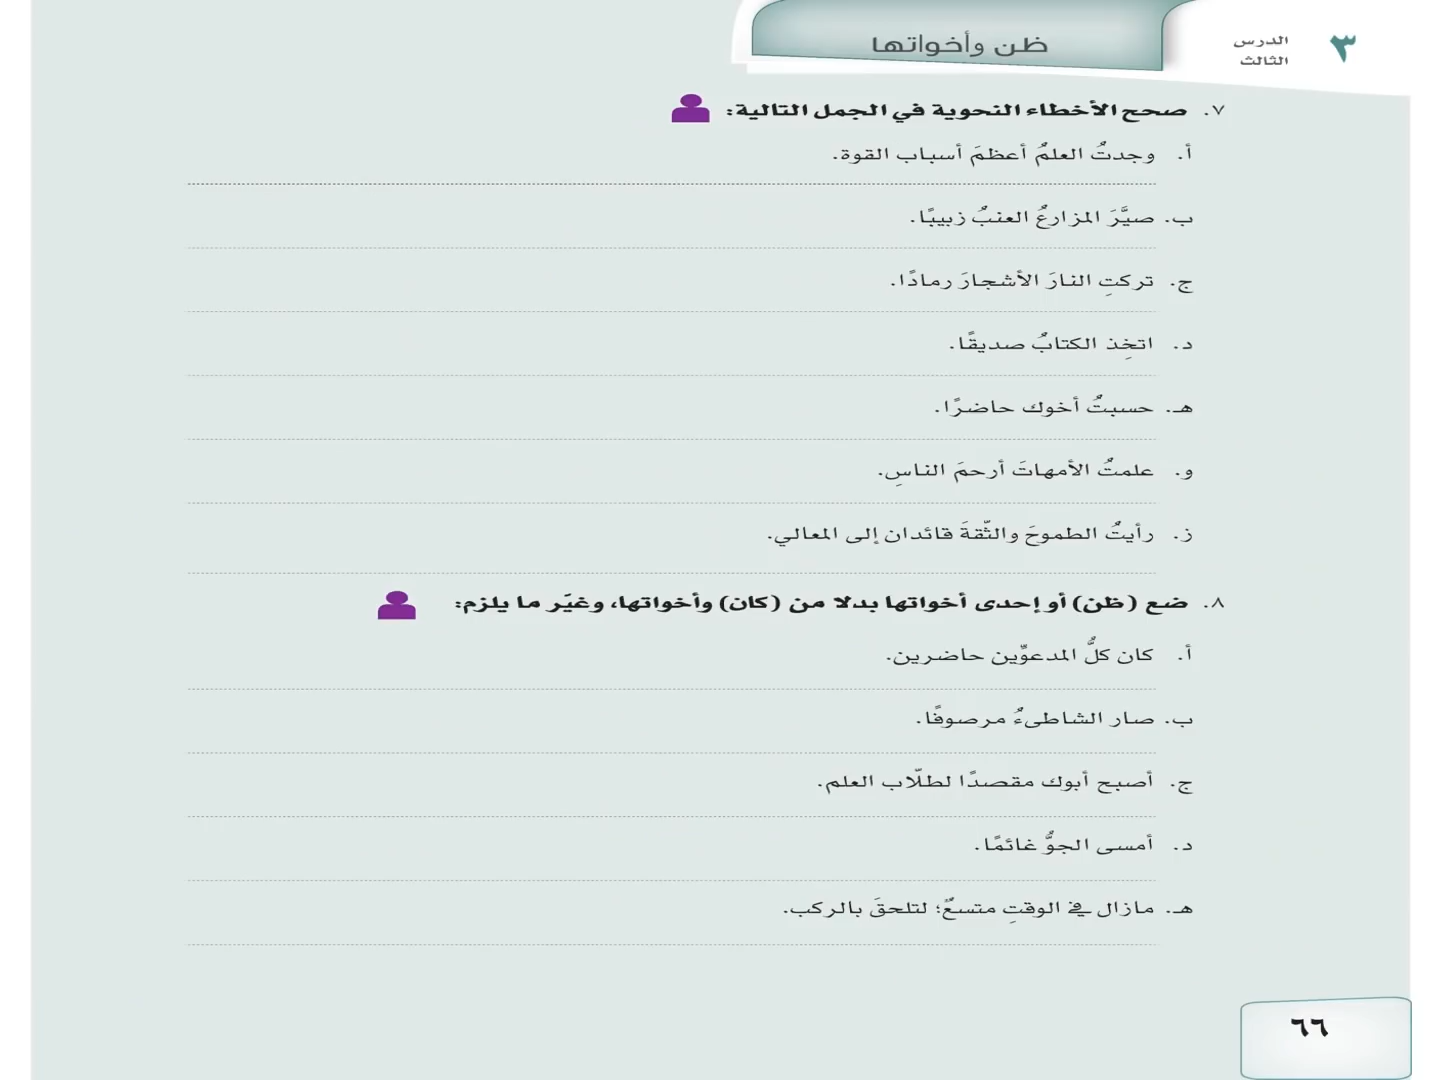 ٣
الدرس
الثالث
ظن وأخواتها
٧. صحح الأخطاء النحوية في الجمل التالية:
أ. وجدتُ العلمُ أعظمَ أسباب القوة.
ب. صيَّرَ المزارعُ العنبُ زبيبًا.
ج. تركتِ النارَ الأشجارَ رمادًا.
د. اتخِذ الكتابُ صديقًا.
هـ. حسبتُ أخوك حاضرًا.
و. علمتُ الأمهاتَ أرحمَ الناسِ.
ز. رأيتُ الطموحَ والثّقةَ قائدان إلى المعالي.
٨. ضع (ظن) أو إحدى أخواتها بدلا من (كان) وأخواتها، وغيَر ما يلزم:
أ. كان كلُّ المدعوِّين حاضرين.
ب. صار الشاطىءُ مرصوفًا.
ج. أصبح أبوك مقصدًا لطلّاب العلم.
د. أمسى الجوُّ غائمًا.
هـ. مازال في الوقتِ متسعٌ؛ لتلحقَ بالركب.
٦٦